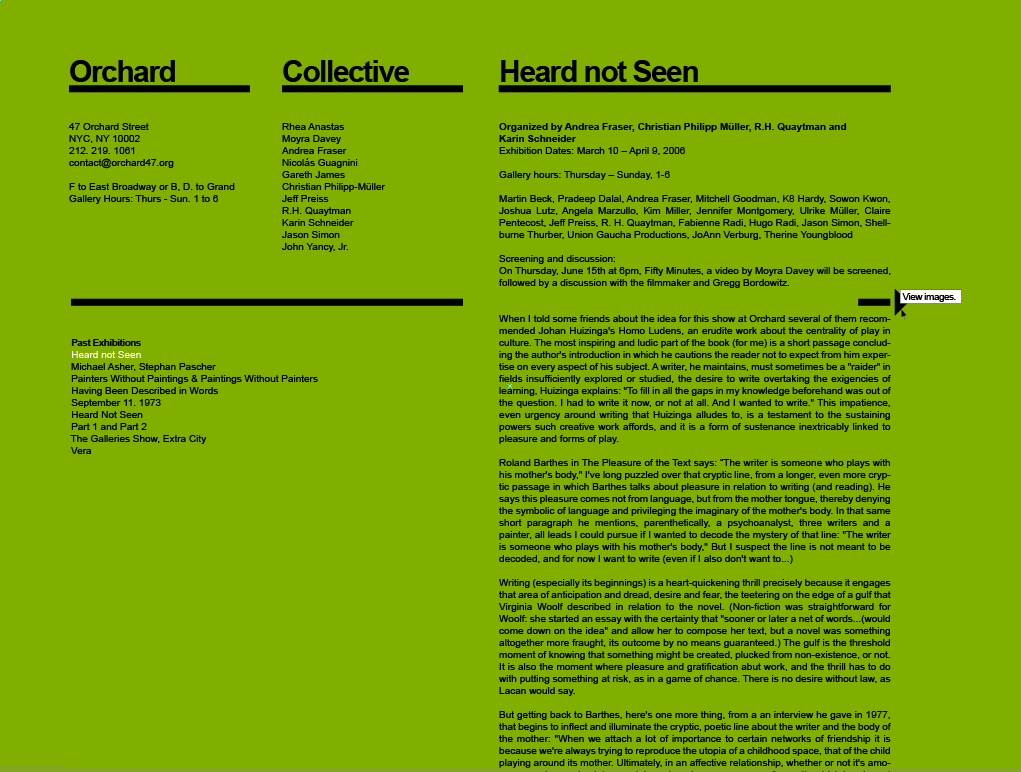 Orchard
47 Orchard Street
NYC, NY 10002
212. 219. 1061
contact@orchard47.org
F to East Broadway or B, D. to Grand
Gallery Hours: Thurs - Sun. 1 to 6
Collective
Rhea Anastas
Moyra Davey
Andrea Fraser
Nicolás Guagnini
Gareth James
Christian Philipp-Müller
Jeff Preiss
R.H. Quaytman
Karin Schneider
Jason Simon
John Yancy, Jr.
Past Exhibitions
Heard not Seen
Michael Asher, Stephan Pascher
Painters Without Paintings & Paintings Without Painters
Having Been Described in Words
September 11. 1973
Heard Not Seen
Part 1 and Part 2
The Galleries Show, Extra City
Vera
Heard not Seen
Organized by Andrea Fraser, Christian Philipp Müller, R.H. Quaytman and
Karin Schneider
Exhibition Dates: March 10 – April 9, 2006
Gallery hours: Thursday – Sunday, 1-6
Martin Beck, Pradeep Dalal, Andrea Fraser, Mitchell Goodman, K8 Hardy, Sowon Kwon,
Joshua Lutz, Angela Marzullo, Kim Miller, Jennifer Montgomery, Ulrike Müller, Claire
Pentecost, Jeff Preiss, R. H. Quaytman, Fabienne Radi, Hugo Radi, Jason Simon, Shell-
burne Thurber, Union Gaucha Productions, JoAnn Verburg, Therine Youngblood
Screening and discussion:
On Thursday, June 15th at 6pm, Fifty Minutes, a video by Moyra Davey will be screened,
followed by a discussion with the filmmaker and Gregg Bordowitz.
View images.
When I told some friends about the idea for this show at Orchard several of them recom-
mended Johan Huizinga's Homo Ludens, an erudite work about the centrality of play in
culture. The most inspiring and ludic part of the book (for me) is a short passage conclud-
ing the author's introduction in which he cautions the reader not to expect from him exper-
tise on every aspect of his subject. A writer, he maintains, must sometimes be a "raider" in
fields insufficiently explored or studied, the desire to write overtaking the exigencies of
learning, Huizinga explains: "To fill in all the gaps in my knowledge beforehand was out of
the question. I had to write it now, or not at all. And I wanted to write." This impatience,
even urgency around writing that Huizinga alludes to, is a testament to the sustaining
powers such creative work affords, and it is a form of sustenance inextricably linked to
pleasure and forms of play.
Roland Barthes in The Pleasure of the Text says: "The writer is someone who plays with
his mother's body," I've long puzzled over that cryptic line, from a longer, even more cryp-
tic passage in which Barthes talks about pleasure in relation to writing (and reading). He
says this pleasure comes not from language, but from the mother tongue, thereby denying
the symbolic of language and privileging the imaginary of the mother's body. In that same
short paragraph he mentions, parenthetically, a psychoanalyst, three writers and a
painter, all leads I could pursue if I wanted to decode the mystery of that line: "The writer
is someone who plays with his mother's body," But I suspect the line is not meant to be
decoded, and for now I want to write (even if I also don't want to...)
Writing (especially its beginnings) is a heart-quickening thrill precisely because it engages
that area of anticipation and dread, desire and fear, the teetering on the edge of a gulf that
Virginia Woolf described in relation to the novel. (Non-fiction was straightforward for
Woolf: she started an essay with the certainty that "sooner or later a net of words...(would
come down on the idea" and allow her to compose her text, but a novel was something
altogether more fraught, its outcome by no means guaranteed.) The gulf is the threshold
moment of knowing that something might be created, plucked from non-existence, or not.
It is also the moment where pleasure and gratification abut work, and the thrill has to do
with putting something at risk, as in a game of chance. There is no desire without law, as
Lacan would say.
But getting back to Barthes, here's one more thing, from a an interview he gave in 1977,
that begins to inflect and illuminate the cryptic, poetic line about the writer and the body of
the mother: "When we attach a lot of importance to certain networks of friendship it is
because we're always trying to reproduce the utopia of a childhood space, that of the child
playing around its mother. Ultimately, in an affective relationship, whether or not it's amo-